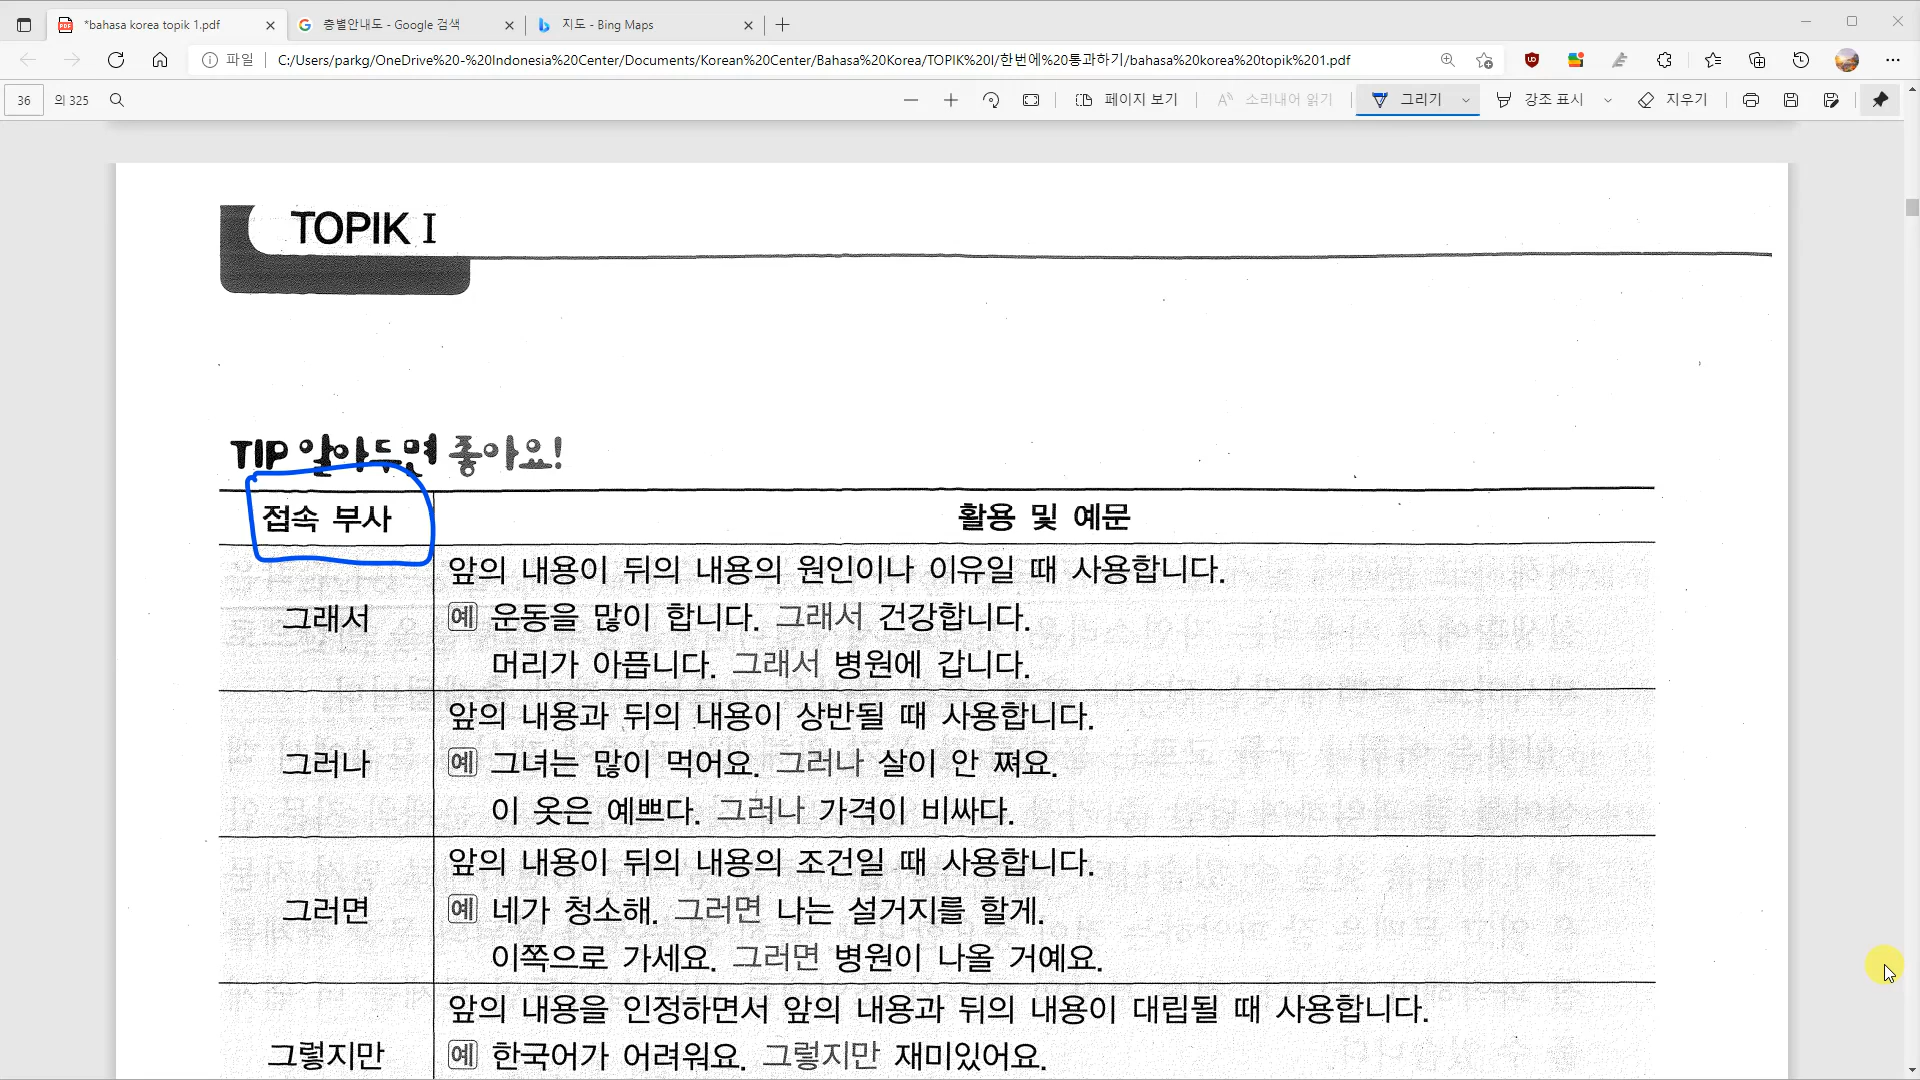 *bahasa korea topik 1.pdf
층별안내도 - Google 검색
지도 - Bing Maps
파일
C:/Users/parkg/OneDrive%20-%20Indonesia%20Center/Documents/Korean%20Center/Bahasa%20Korea/TOPIK%20I/한번에%20통과하기/bahasa%20korea%20topik%201.pdf
36 의 325
페이지 보기
소리내어 읽기
그리기
강조 표시
지우기
TOPIK I
TIP 알아두면 좋아요!
접속 부사
활용 및 예문
앞의 내용이 뒤의 내용의 원인이나 이유일 때 사용합니다.
그래서
예 운동을 많이 합니다. 그래서 건강합니다.
머리가 아픕니다. 그래서 병원에 갑니다.
앞의 내용과 뒤의 내용이 상반될 때 사용합니다.
그러나
예 그녀는 많이 먹어요. 그러나 살이 안 쪄요.
이 옷은 예쁘다. 그러나 가격이 비싸다.
앞의 내용이 뒤의 내용의 조건일 때 사용합니다.
그러면
예 네가 청소해. 그러면 나는 설거지를 할게.
이쪽으로 가세요. 그러면 병원이 나올 거예요.
앞의 내용을 인정하면서 앞의 내용과 뒤의 내용이 대립될 때 사용합니다.
그렇지만
예 한국어가 어려워요. 그렇지만 재미있어요.